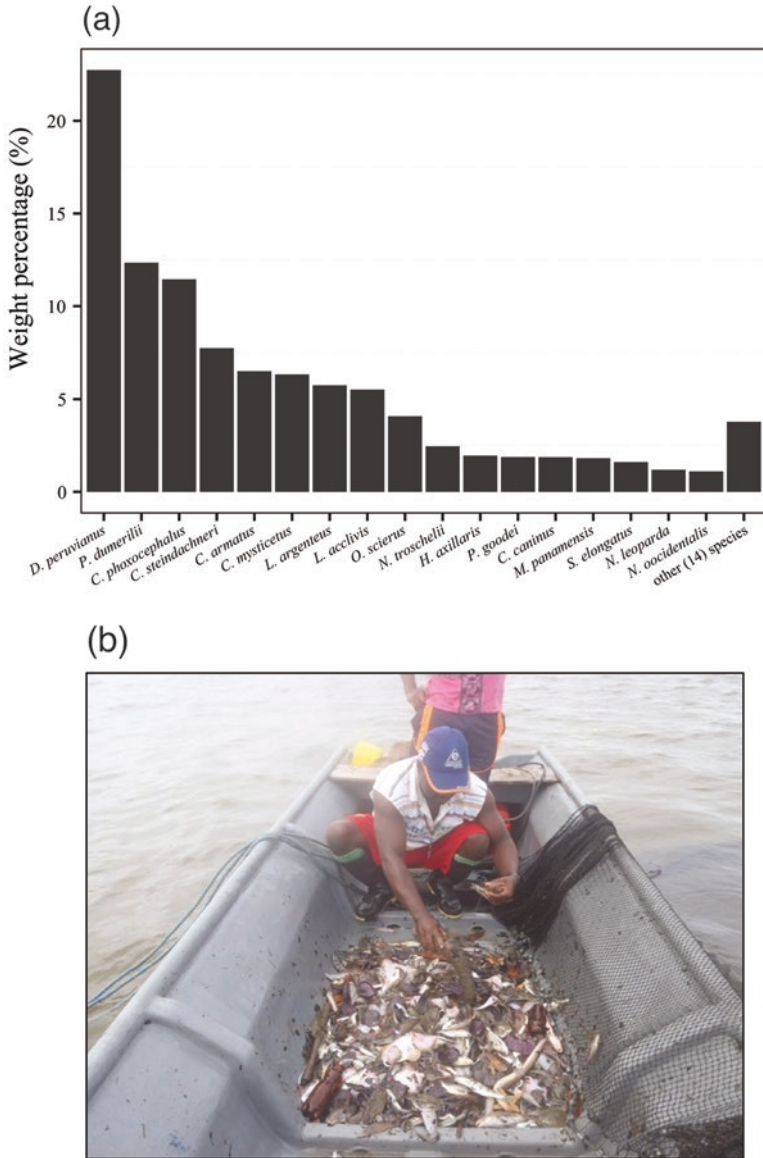 (a)
Weight percentage (%)
20
15
10
5
0
D. peruvianus
P. dumerilii
C. phoxocephalus
C. steindachneri
C. armatus
C. mysticetus
L. argenteus
L. acclivis
O. scierus
N. troschelii
H. axillaris
P. goodei
C. caninus
M. panamensis
S. elongatus
N. leoparda
N. oocidentalis
other (14) species
(b)